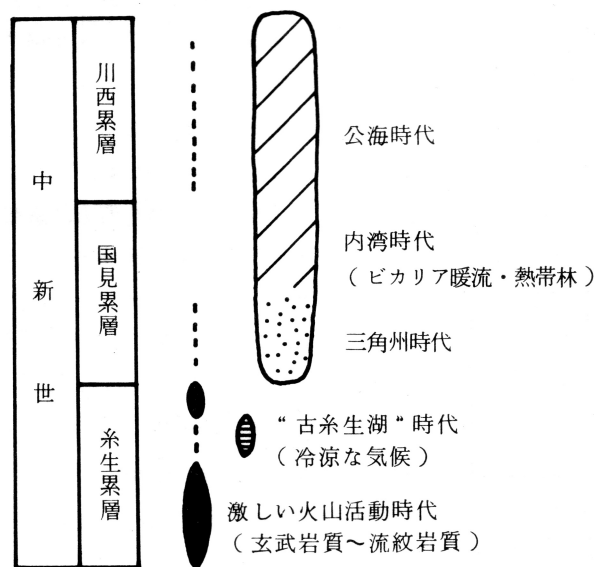 中新世
川西累層
国見累層
糸生累層
公海時代
内湾時代
(ビカリア暖流・熱帯林)
三角州時代
“古糸生湖“時代
(冷涼な気候)
激しい火山活動時代
(玄武岩質～流紋岩質)